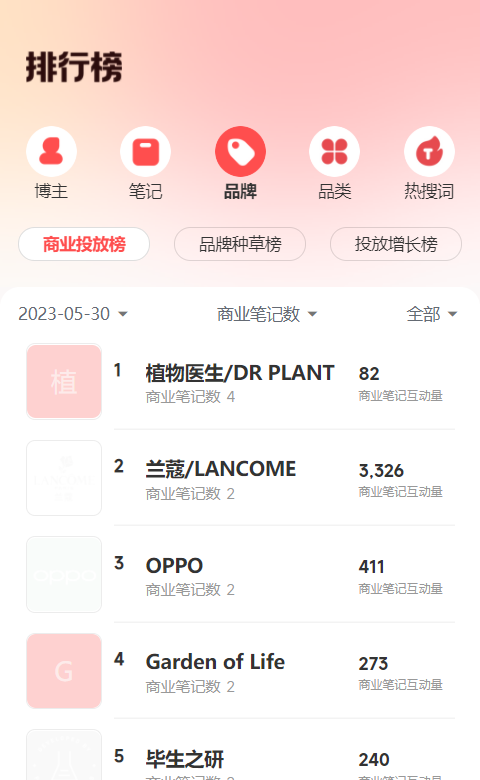 排行榜
博主 笔记 品牌 品类 热搜词
商业投放榜 品牌种草榜 投放增长榜
2023-05-30 商业笔记数 全部
植 1 植物医生/DR PLANT 82
商业笔记数 4 商业笔记互动量
2 兰蔻/LANCOME 3,326
商业笔记数 2 商业笔记互动量
oppo 3 OPPO 411
商业笔记数 2 商业笔记互动量
G 4 Garden of Life 273
商业笔记数 2 商业笔记互动量
5 毕生之研 240